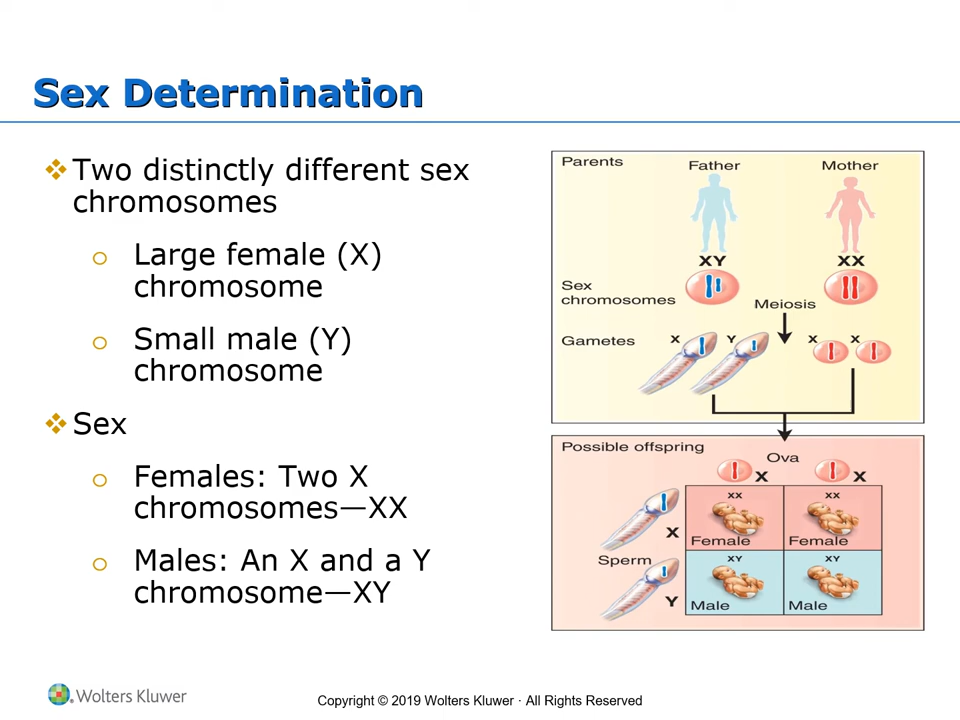 Sex Determination
❖Two distinctly different sex
chromosomes
o Large female (X)
chromosome
o Small male (Y)
chromosome
❖Sex
o Females: Two X
chromosomes—XX
o Males: An X and a Y
chromosome—XY
Parents
Father
Mother
XY
XX
Sex
chromosomes
Meiosis
Gametes
X
Y
X
X
Possible offspring
Ova
X
X
XX
XX
X
Female
Female
Sperm
XY
XY
Y
Male
Male
Wolters Kluwer
Copyright © 2019 Wolters Kluwer · All Rights Reserved